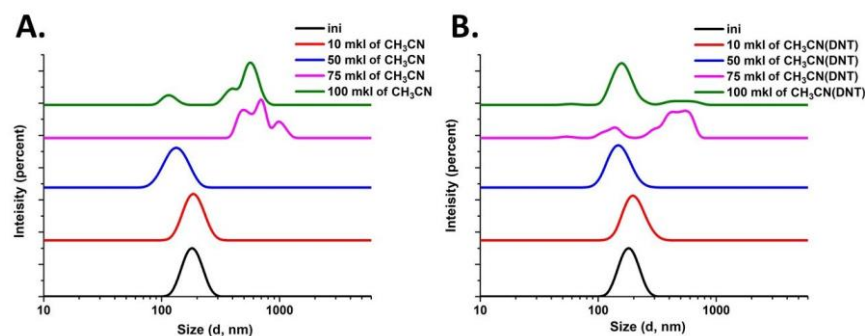 A.
ini
10 mkl of CH₃CN
50 mkl of CH₃CN
75 mkl of CH₃CN
100 mkl of CH₃CN
Inteisity (percent)
10
100
1000
Size (d, nm)
B.
ini
10 mkl of CH₃CN(DNT)
50 mkl of CH₃CN(DNT)
75 mkl of CH₃CN(DNT)
100 mkl of CH₃CN(DNT)
Inteisity (percent)
10
100
1000
Size (d, nm)